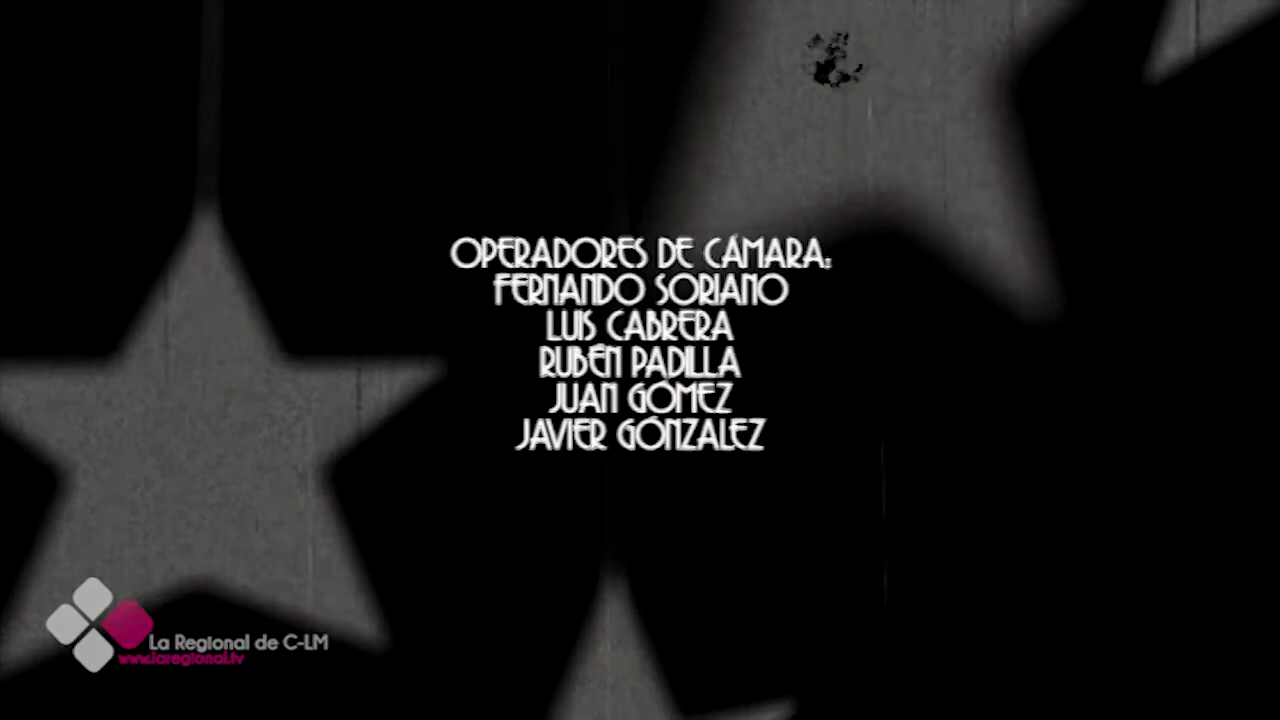 OPERADORES DE CÁMARA:
FERNANDO SORIANO
LUIS CABRERA
RUBÉN PADILLA
JUAN GÓMEZ
JAVIER GÓNZALEZ
La Regional de C-LM
www.laregional.tv